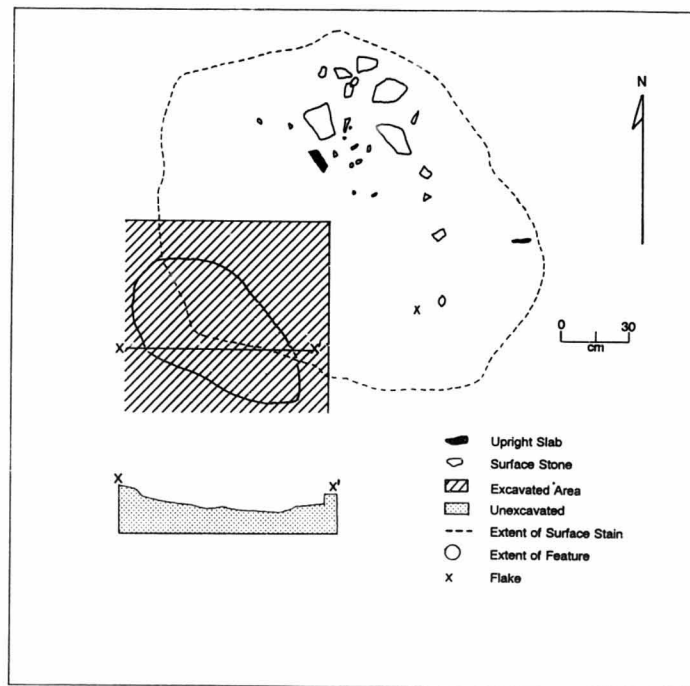 N
0 30
cm
X X'
X
X X'
Upright Slab
Surface Stone
Excavated Area
Unexcavated
Extent of Surface Stain
Extent of Feature
X Flake